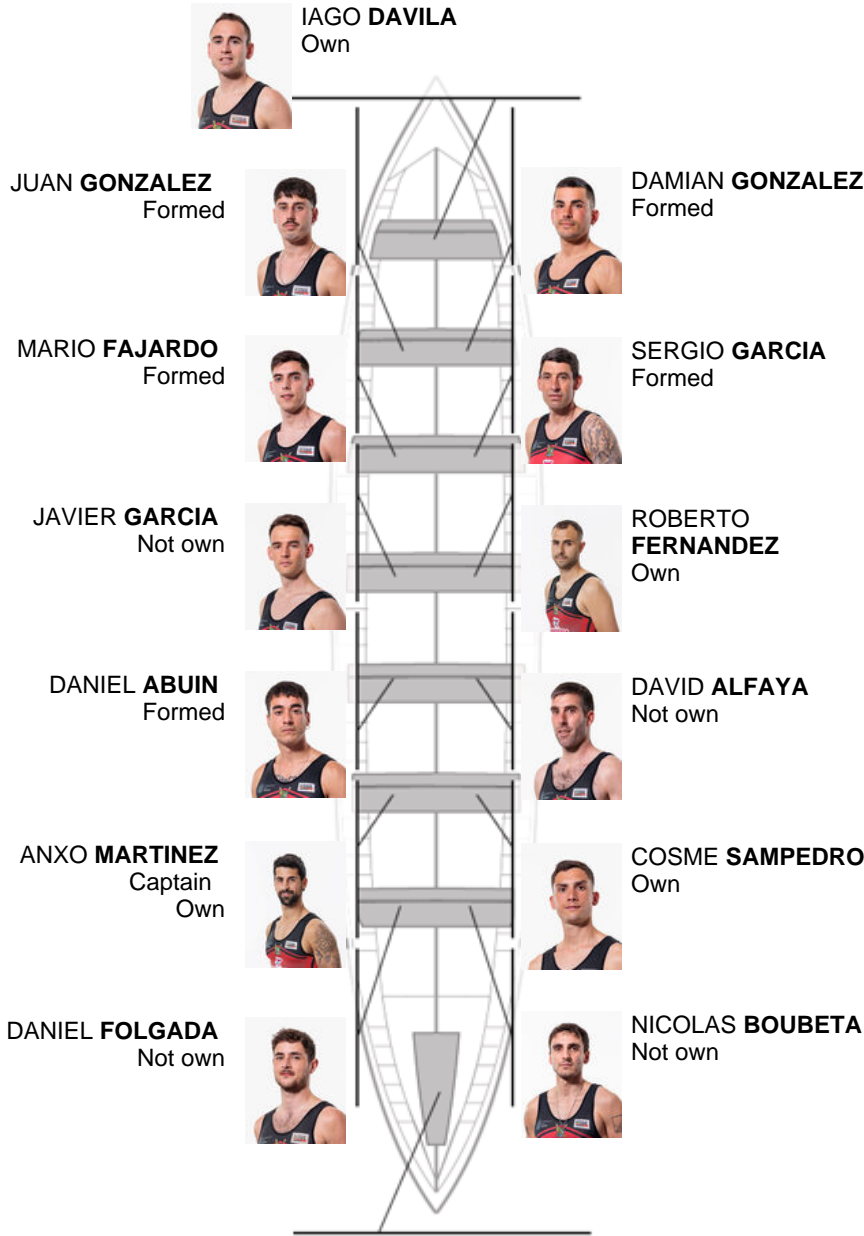 IAGO DAVILA
Own
JUAN GONZALEZ
Formed
DAMIAN GONZALEZ
Formed
MARIO FAJARDO
Formed
SERGIO GARCIA
Formed
JAVIER GARCIA
Not own
ROBERTO
FERNANDEZ
Own
DANIEL ABUIN
Formed
DAVID ALFAYA
Not own
ANXO MARTINEZ
Captain
Own
COSME SAMPEDRO
Own
DANIEL FOLGADA
Not own
NICOLAS BOUBETA
Not own